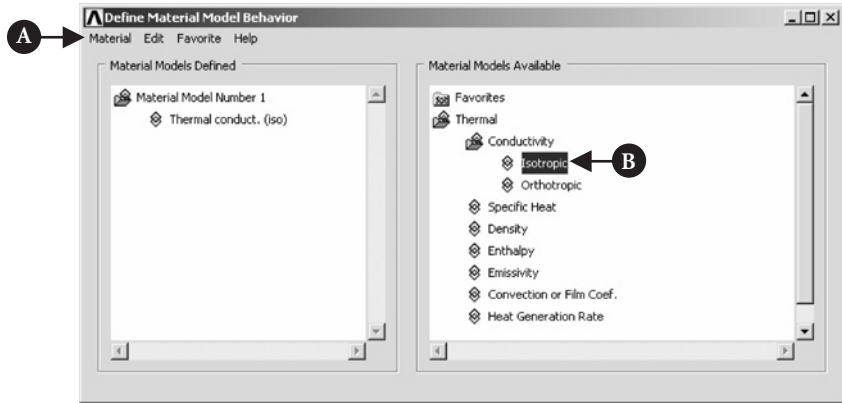 Define Material Model Behavior
A
Material Edit Favorite Help
Material Models Defined
Material Model Number 1
Thermal conduct. (iso)
Material Models Available
Favorites
Thermal
Conductivity
Isotropic
B
Orthotropic
Specific Heat
Density
Enthalpy
Emissivity
Convection or Film Coef.
Heat Generation Rate